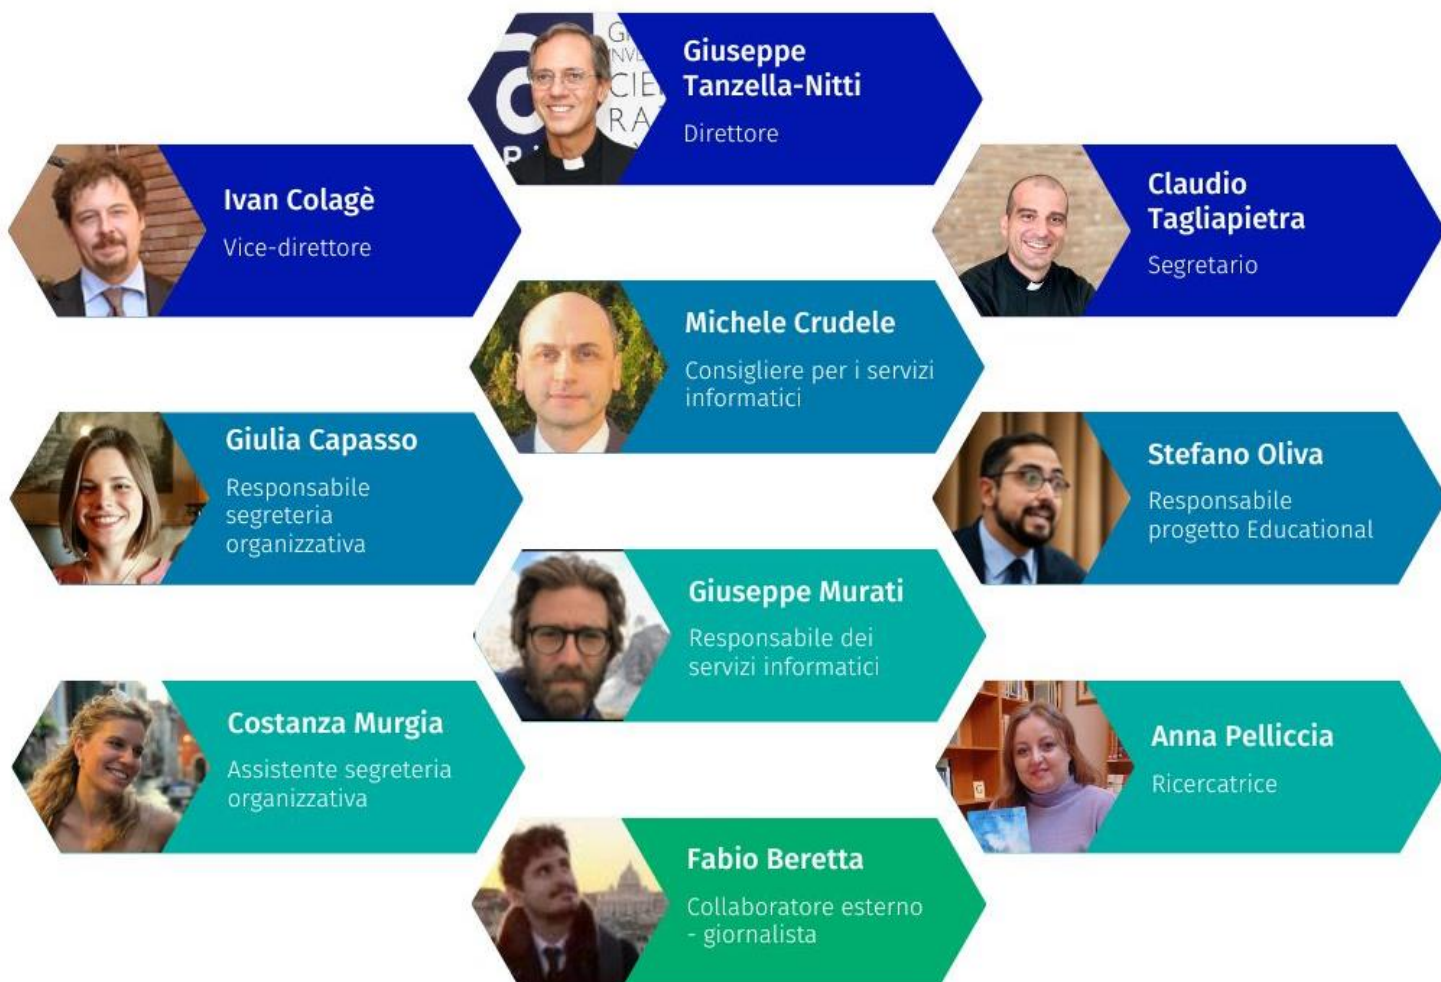 Giuseppe
Tanzella-Nitti
Direttore
Ivan Colagè
Vice-direttore
Claudio
Tagliapietra
Segretario
Michele Crudele
Consigliere per i servizi
informatici
Giulia Capasso
Responsabile
segreteria
organizzativa
Stefano Oliva
Responsabile
progetto Educational
Giuseppe Murati
Responsabile dei
servizi informatici
Costanza Murgia
Assistente segreteria
organizzativa
Anna Pelliccia
Ricercatrice
Fabio Beretta
Collaboratore esterno
- giornalista